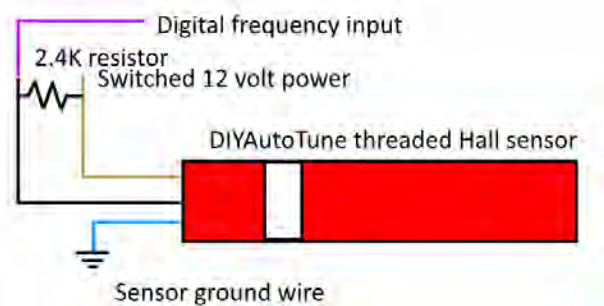 Digital frequency input
2.4K resistor
Switched 12 volt power
DIYAutoTune threaded Hall sensor
Sensor ground wire